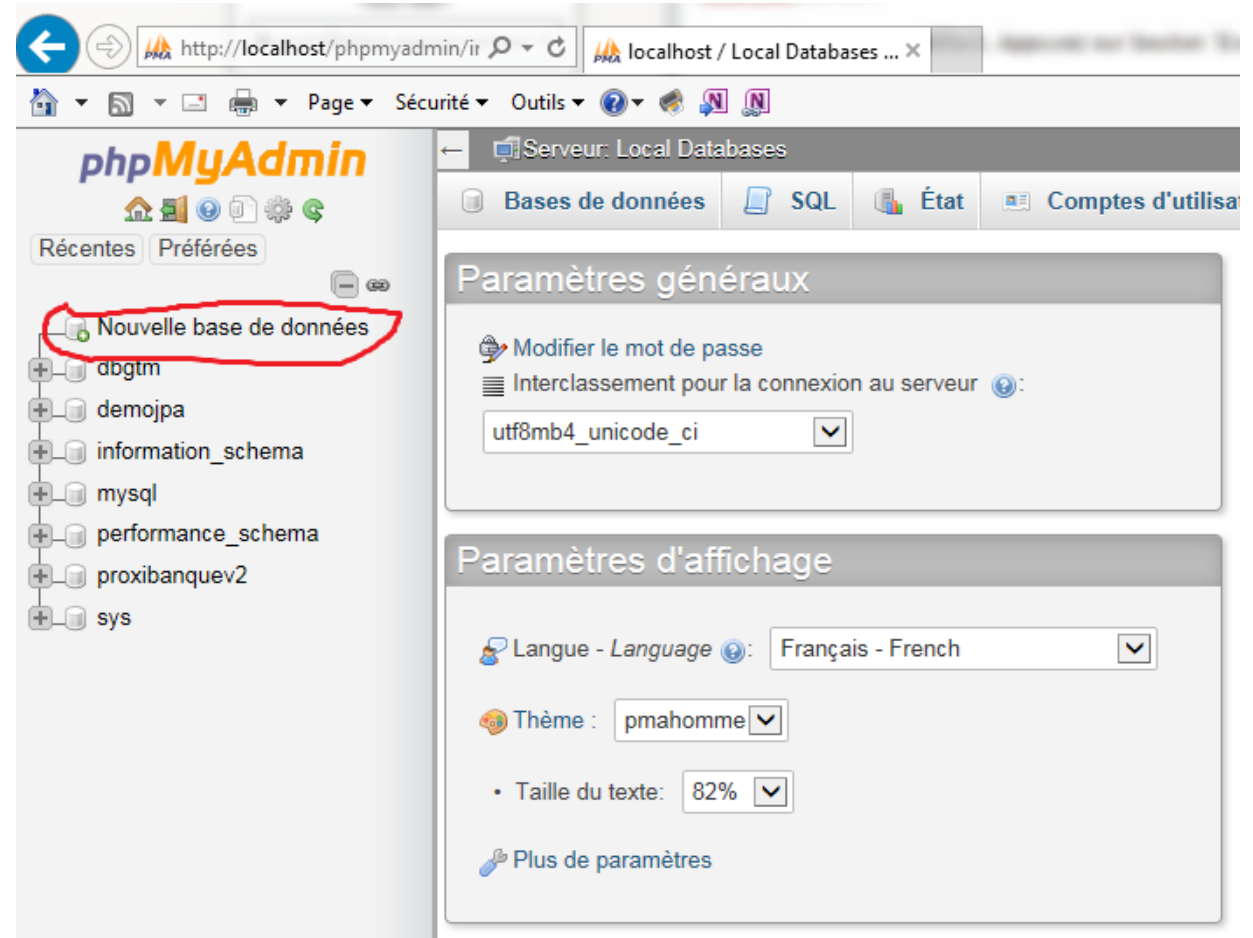 http://localhost/phpmyadmin/ir
localhost / Local Databases ...
Page Sécurité Outils
phpMyAdmin
Récentes Préférées
Nouvelle base de données
dbgtm
demojpa
information_schema
mysql
performance_schema
proxibanquev2
sys
Serveur: Local Databases
Bases de données SQL État Comptes d'utilisat
Paramètres généraux
Modifier le mot de passe
Interclassement pour la connexion au serveur :
utf8mb4_unicode_ci
Paramètres d'affichage
Langue - Language : Français - French
Thème : pmahomme
• Taille du texte: 82%
Plus de paramètres